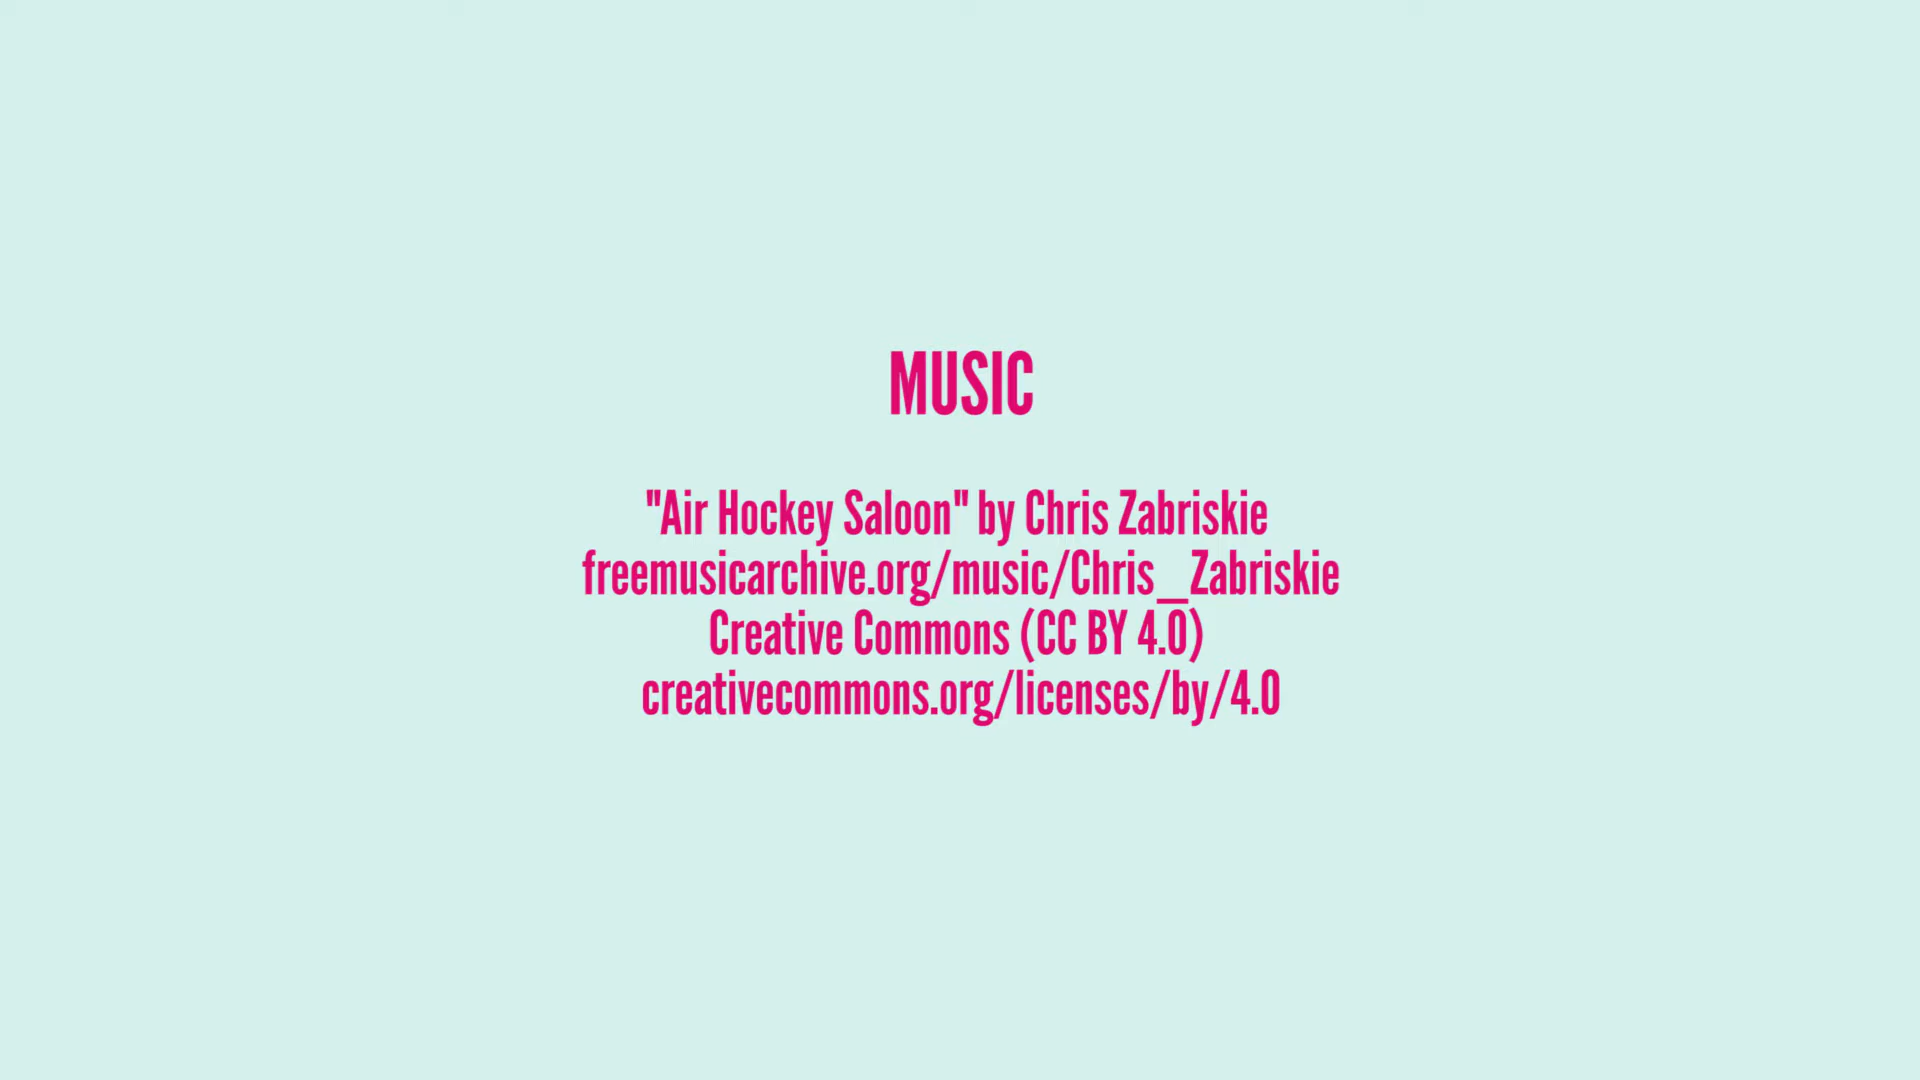 MUSIC
"Air Hockey Saloon" by Chris Zabriskie
freemusicarchive.org/music/Chris_Zabriskie
Creative Commons (CC BY 4.0)
creativecommons.org/licenses/by/4.0